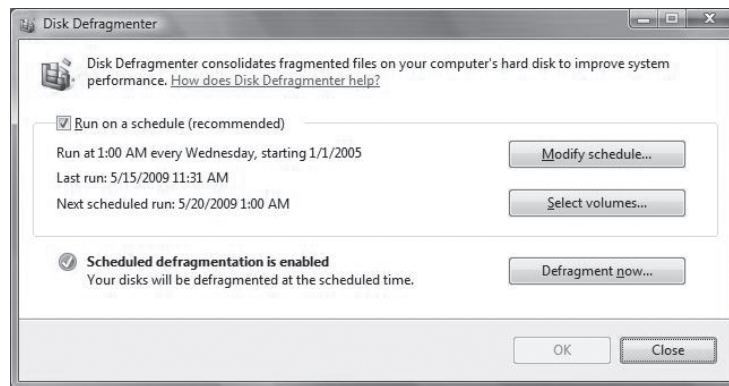 Disk Defragmenter
Disk Defragmenter consolidates fragmented files on your computer's hard disk to improve system
performance. How does Disk Defragmenter help?
Run on a schedule (recommended)
Run at 1:00 AM every Wednesday, starting 1/1/2005
Modify schedule...
Last run: 5/15/2009 11:31 AM
Next scheduled run: 5/20/2009 1:00 AM
Select volumes...
Scheduled defragmentation is enabled
Your disks will be defragmented at the scheduled time.
Defragment now...
OK
Close